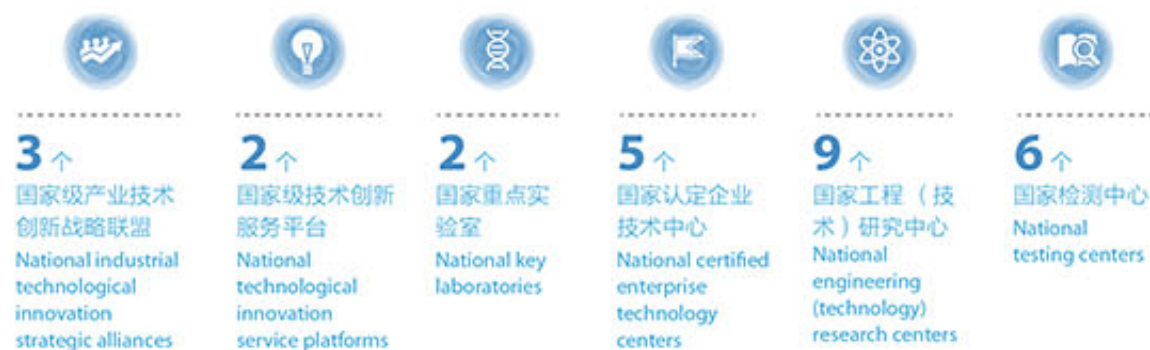 3 个
国家级产业技术
创新战略联盟
National industrial
technological
innovation
strategic alliances
2 个
国家级技术创新
服务平台
National
technological
innovation
service platforms
2 个
国家重点实
验室
National key
laboratories
5 个
国家认定企业
技术中心
National certified
enterprise
technology
centers
9 个
国家工程（技
术）研究中心
National
engineering
(technology)
research centers
6 个
国家检测中心
National
testing centers